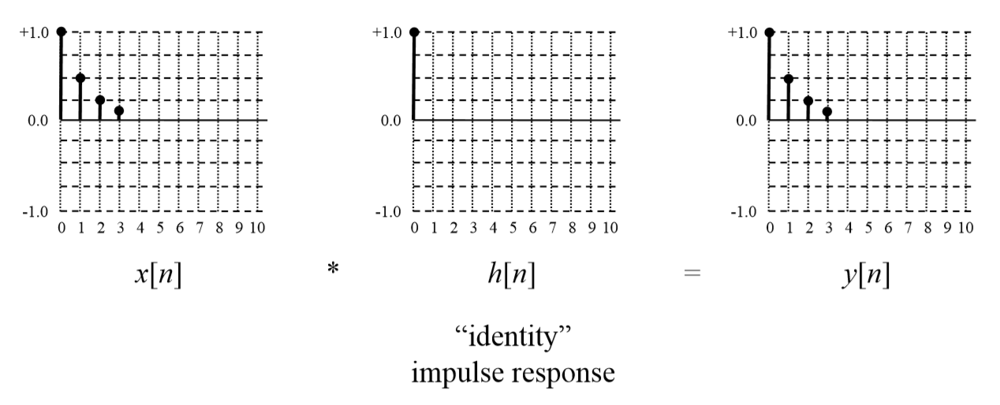 +1.0 +1.0 +1.0
0.0 0.0 0.0
-1.0 -1.0 -1.0
0 1 2 3 4 5 6 7 8 9 10 0 1 2 3 4 5 6 7 8 9 10 0 1 2 3 4 5 6 7 8 9 10
x[n] * h[n] = y[n]
“identity”
impulse response